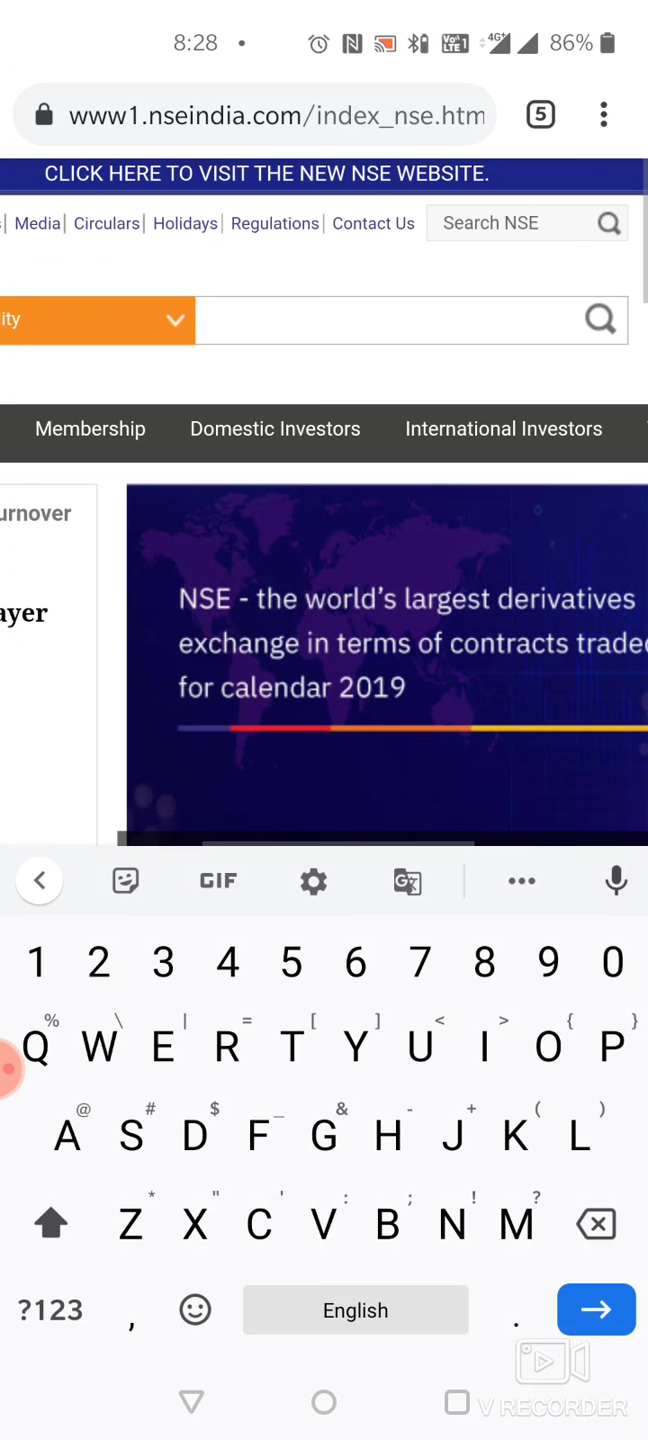 8:28
VoLTE1
4G+
86%
www1.nseindia.com/index_nse.htm
5
CLICK HERE TO VISIT THE NEW NSE WEBSITE.
s| Media| Circulars| Holidays| Regulations| Contact Us
Search NSE
ity
Membership Domestic Investors International Investors
urnover
ayer
NSE - the world's largest derivatives
exchange in terms of contracts trade
for calendar 2019
GIF
1 2 3 4 5 6 7 8 9 0
% \ | = [ ] < > { }
Q W E R T Y U I O P
@ # $ _ & - + ( )
A S D F G H J K L
* " ' : ; ! ?
Z X C V B N M
?123 , English .
V RECORDER